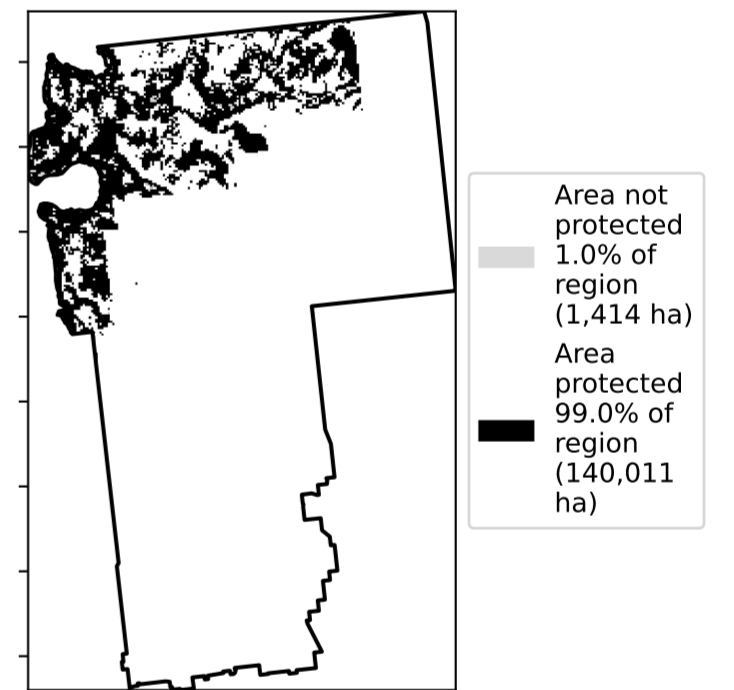 Area not
protected
1.0% of
region
(1,414 ha)
Area
protected
99.0% of
region
(140,011
ha)